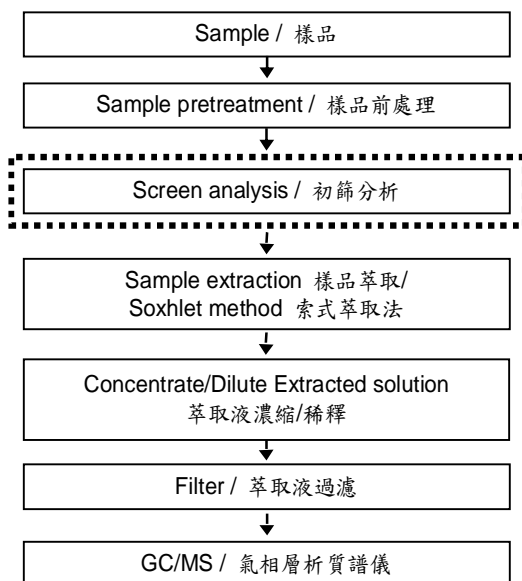 Sample / 樣品
Sample pretreatment / 樣品前處理
Screen analysis / 初篩分析
Sample extraction 樣品萃取/
Soxhlet method 索式萃取法
Concentrate/Dilute Extracted solution
萃取液濃縮/稀釋
Filter / 萃取液過濾
GC/MS / 氣相層析質譜儀